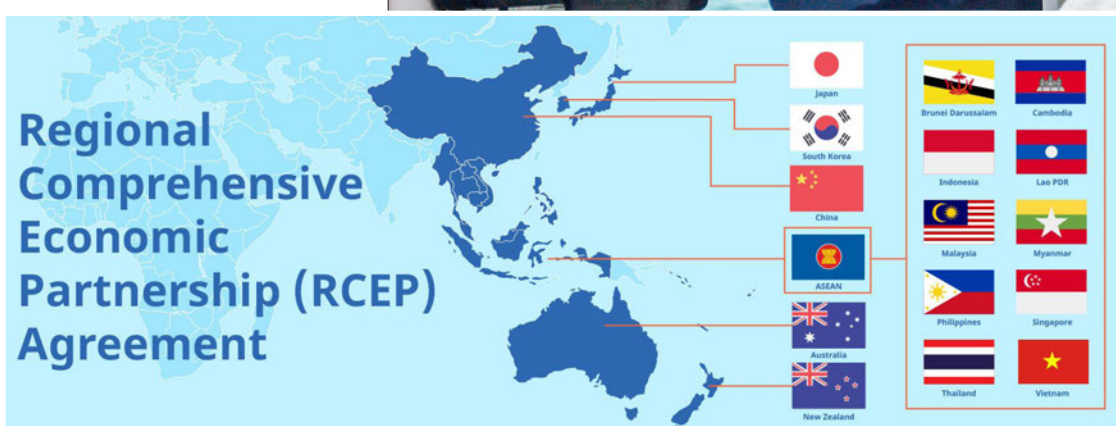 Regional
Comprehensive
Economic
Partnership (RCEP)
Agreement
Japan
South Korea
China
ASEAN
Australia
New Zealand
Brunei Darussalam
Cambodia
Indonesia
Lao PDR
Malaysia
Myanmar
Philippines
Singapore
Thailand
Vietnam